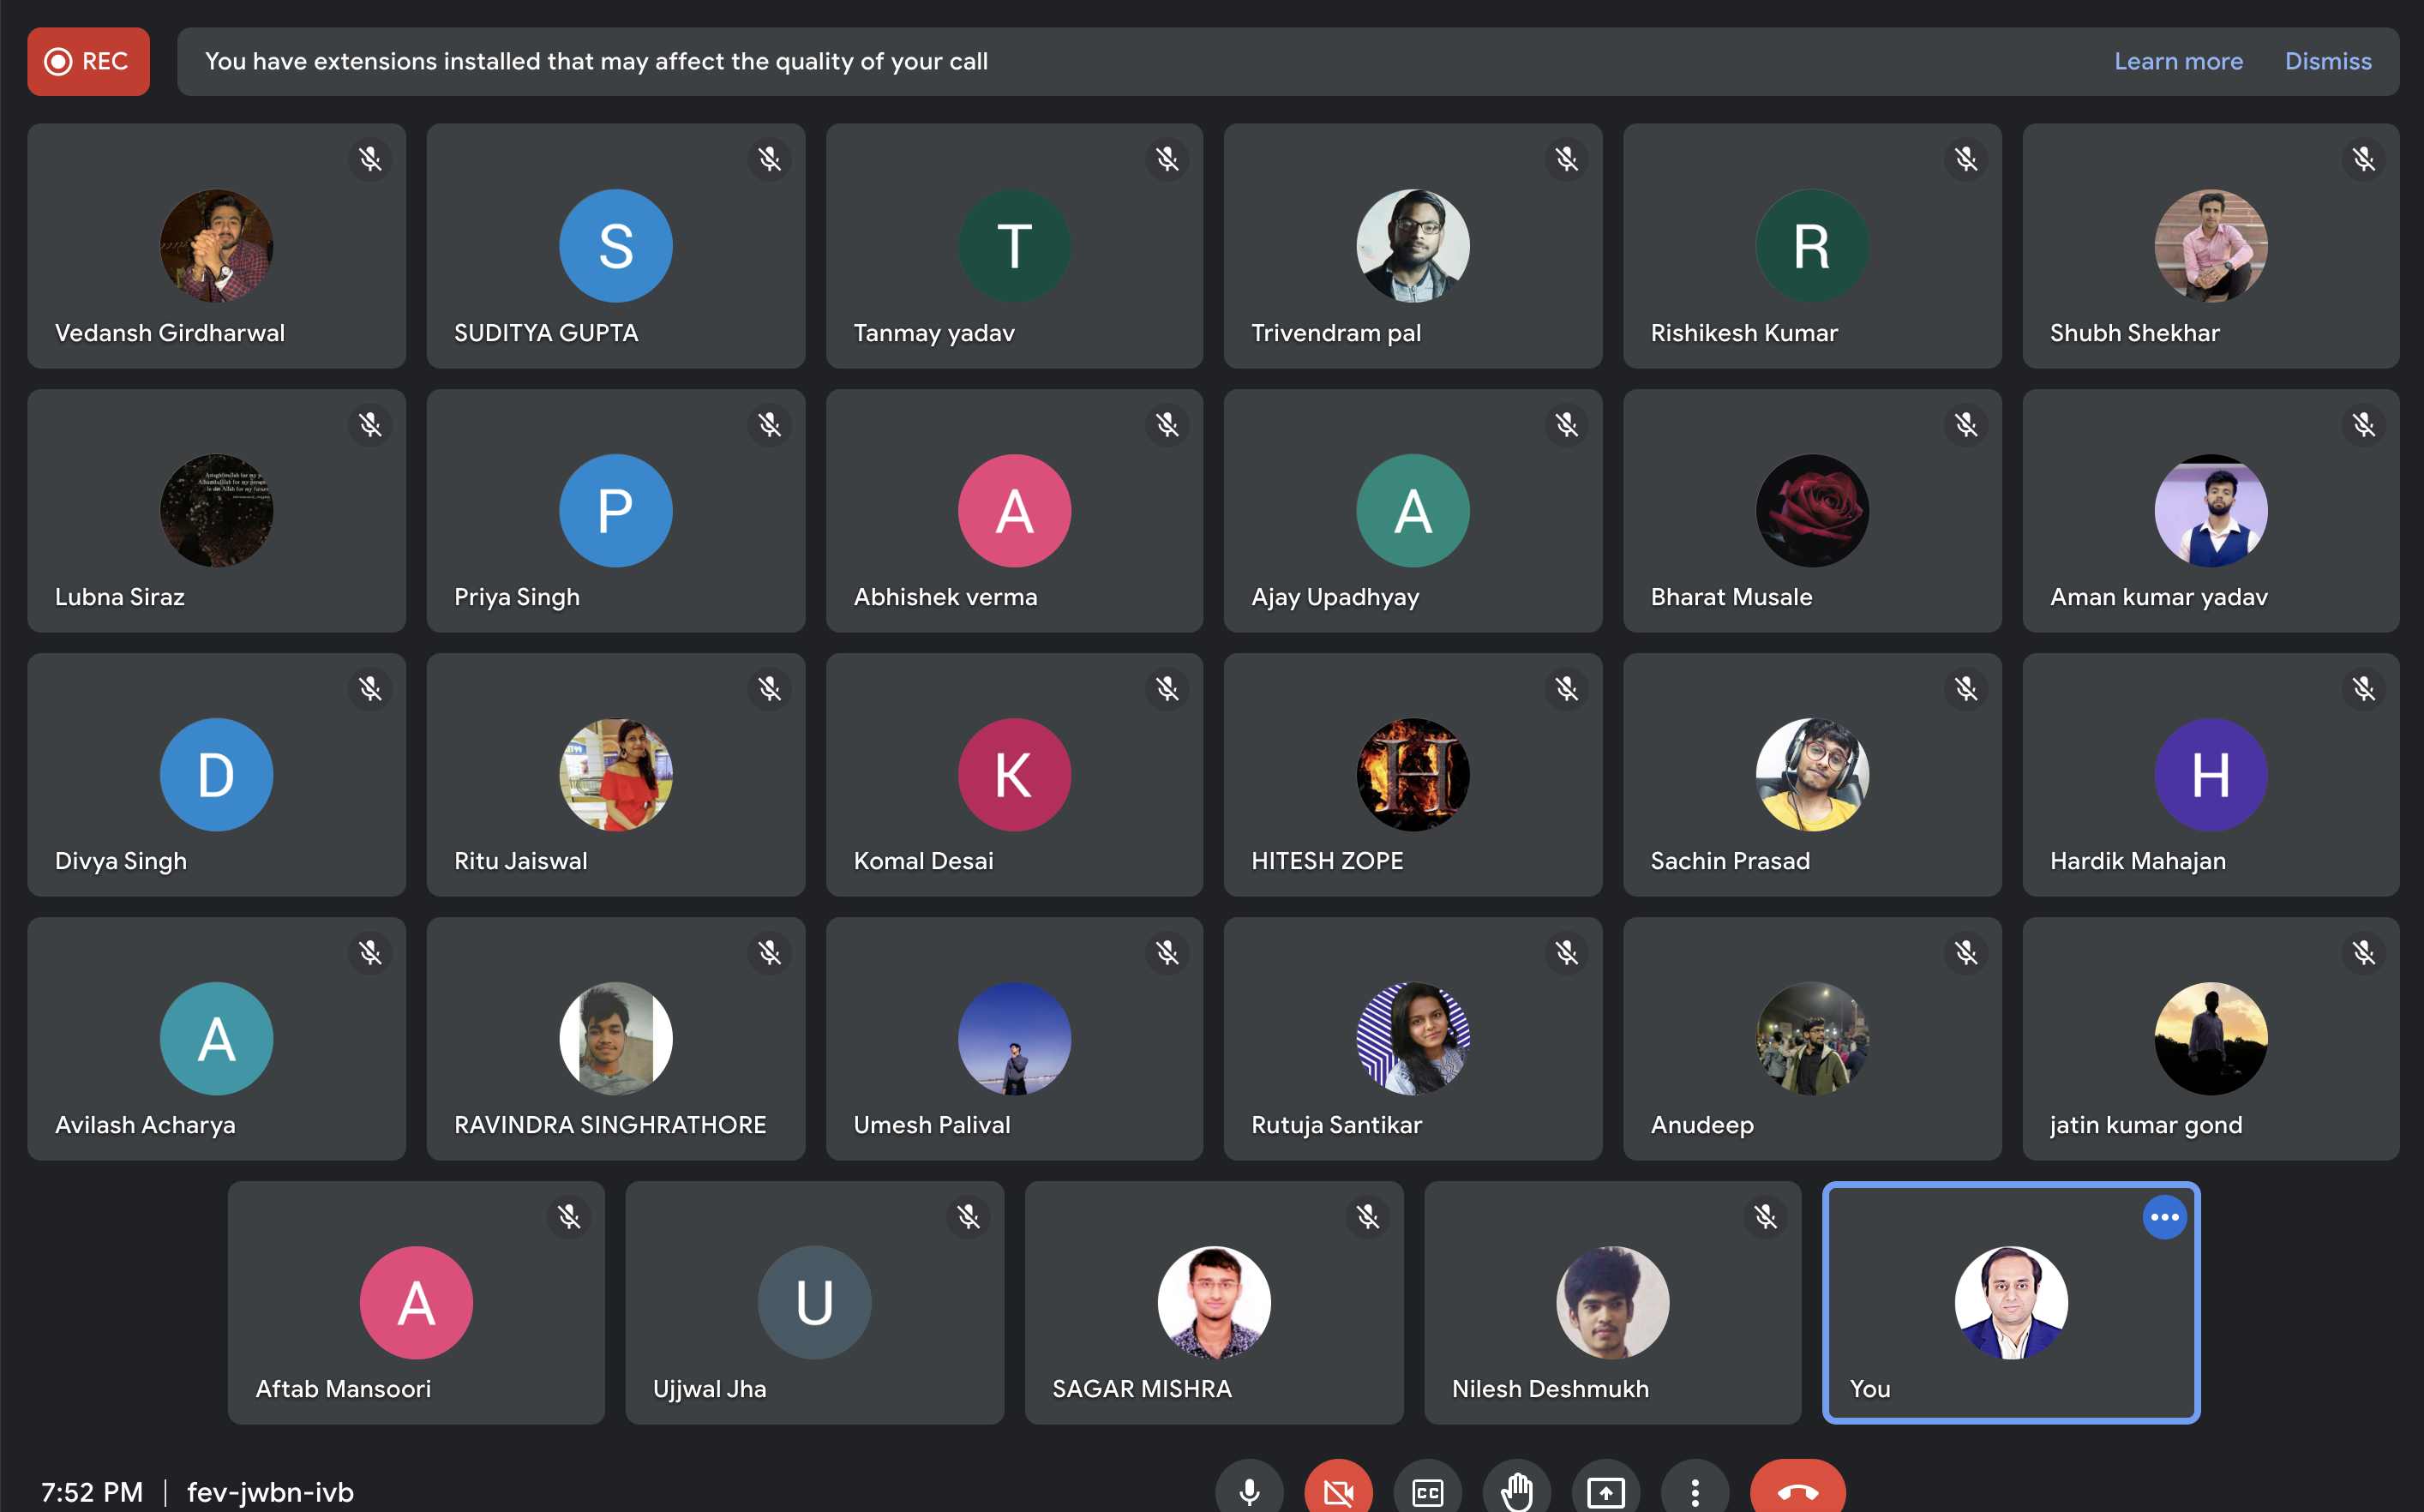 REC
You have extensions installed that may affect the quality of your call
Learn more
Dismiss
Vedansh Girdharwal
S
SUDITYA GUPTA
T
Tanmay yadav
Trivendram pal
R
Rishikesh Kumar
Shubh Shekhar
Lubna Siraz
P
Priya Singh
A
Abhishek verma
A
Ajay Upadhyay
Bharat Musale
Aman kumar yadav
D
Divya Singh
Ritu Jaiswal
K
Komal Desai
H
HITESH ZOPE
Sachin Prasad
H
Hardik Mahajan
A
Avilash Acharya
RAVINDRA SINGHRATHORE
Umesh Palival
Rutuja Santikar
Anudeep
jatin kumar gond
A
Aftab Mansoori
U
Ujjwal Jha
SAGAR MISHRA
Nilesh Deshmukh
You
7:52 PM | fev-jwbn-ivb
CC